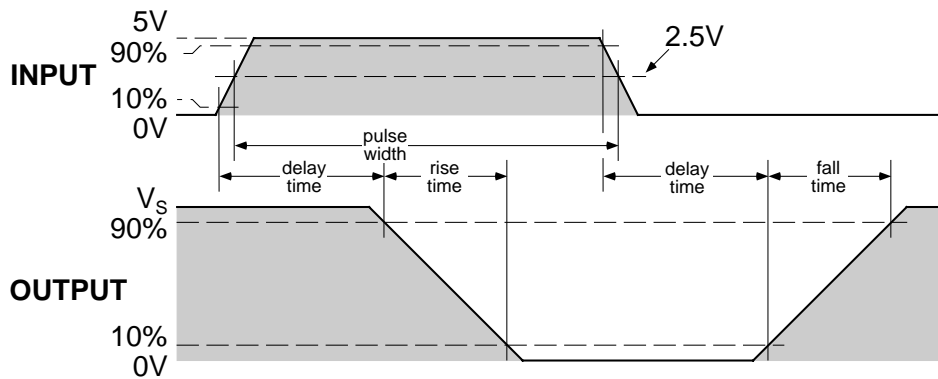 5V
90%
2.5V
INPUT
10%
0V
pulse
width
delay
time
rise
time
delay
time
fall
time
VS
90%
OUTPUT
10%
0V